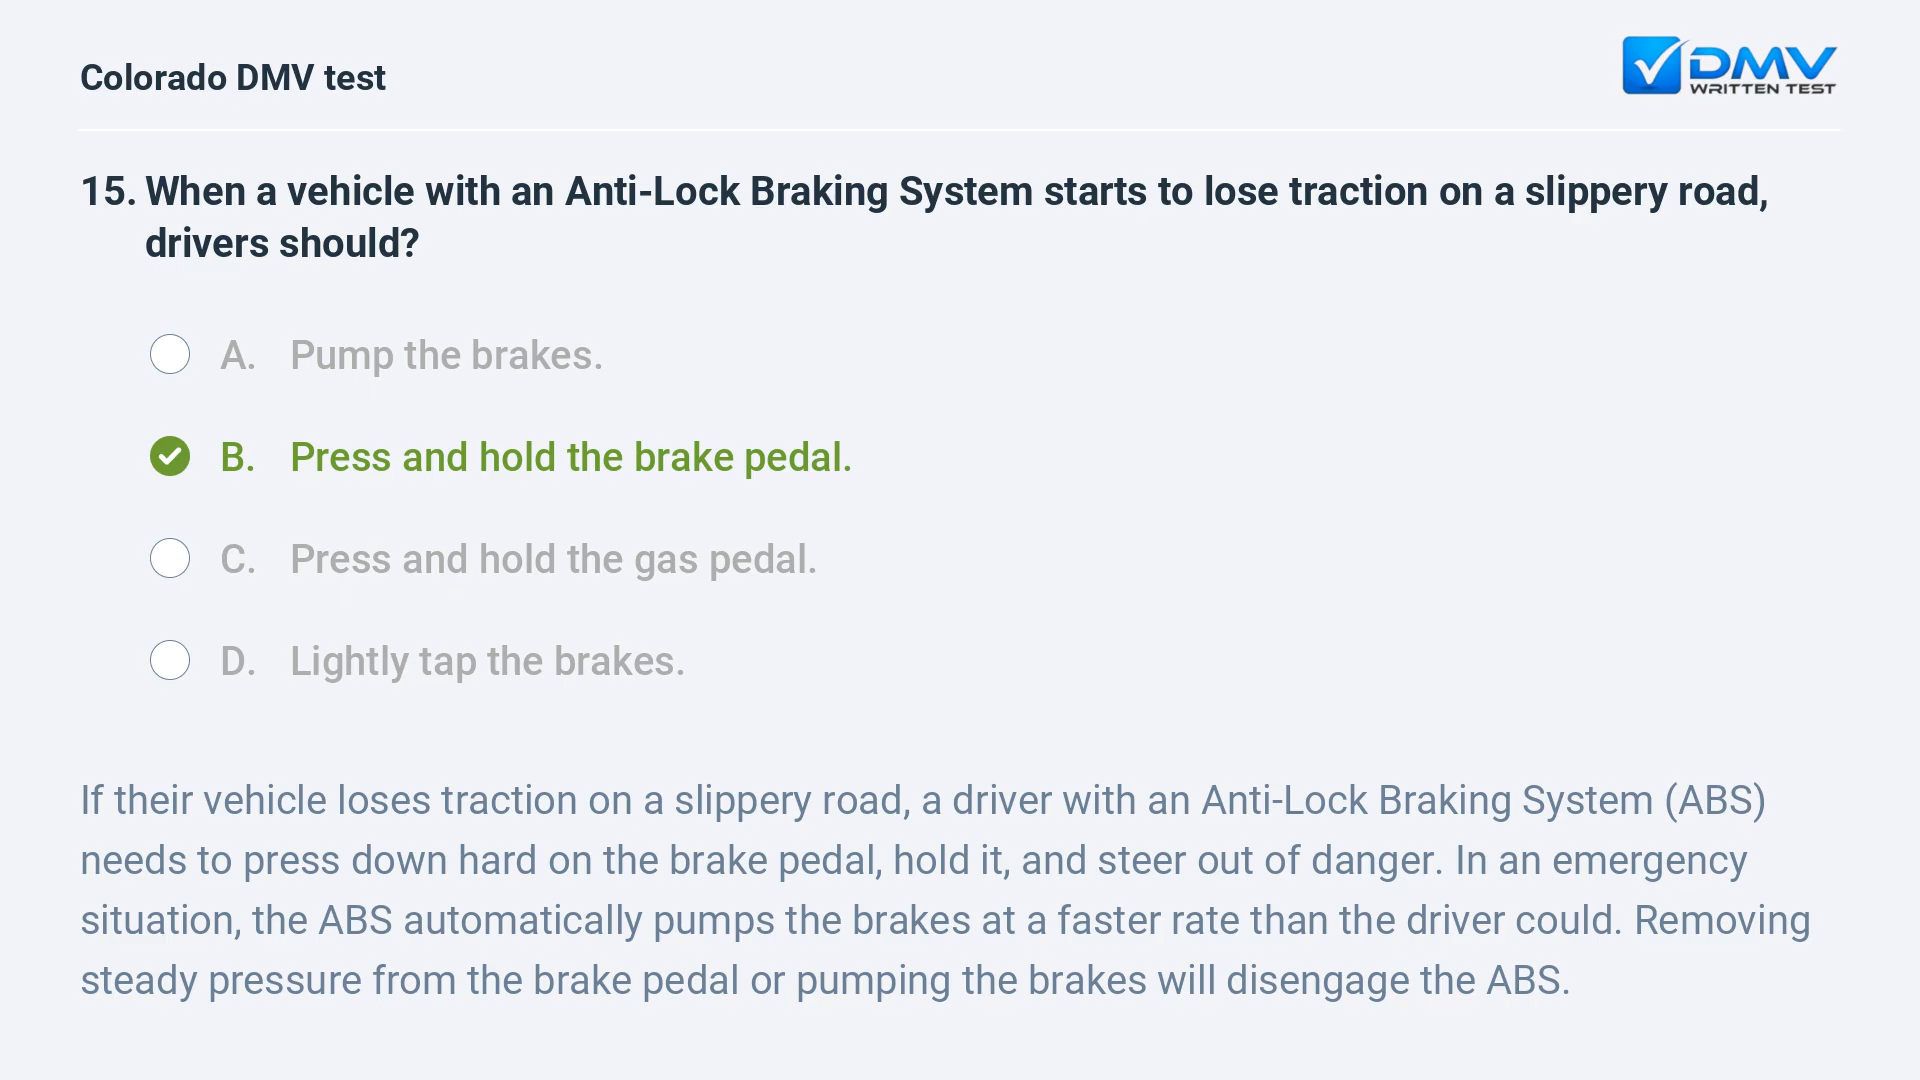 Colorado DMV test
DMV
WRITTEN TEST
15. When a vehicle with an Anti-Lock Braking System starts to lose traction on a slippery road,
drivers should?
A. Pump the brakes.
B. Press and hold the brake pedal.
C. Press and hold the gas pedal.
D. Lightly tap the brakes.
If their vehicle loses traction on a slippery road, a driver with an Anti-Lock Braking System (ABS)
needs to press down hard on the brake pedal, hold it, and steer out of danger. In an emergency
situation, the ABS automatically pumps the brakes at a faster rate than the driver could. Removing
steady pressure from the brake pedal or pumping the brakes will disengage the ABS.